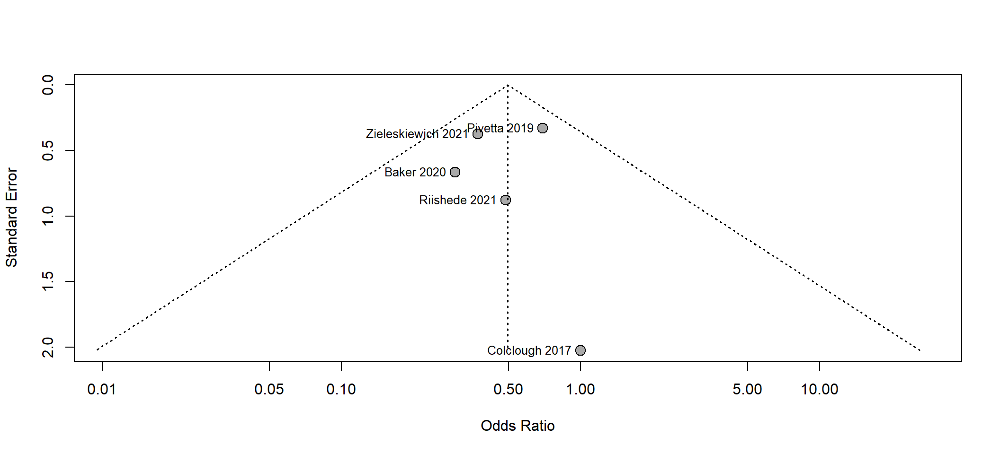 0.0
0.5
1.0
1.5
2.0
Standard Error
Pivetta 2019
Zieleskiewich 2021
Baker 2020
Riishede 2021
Colclough 2017
0.01 0.05 0.10 0.50 1.00 5.00 10.00
Odds Ratio